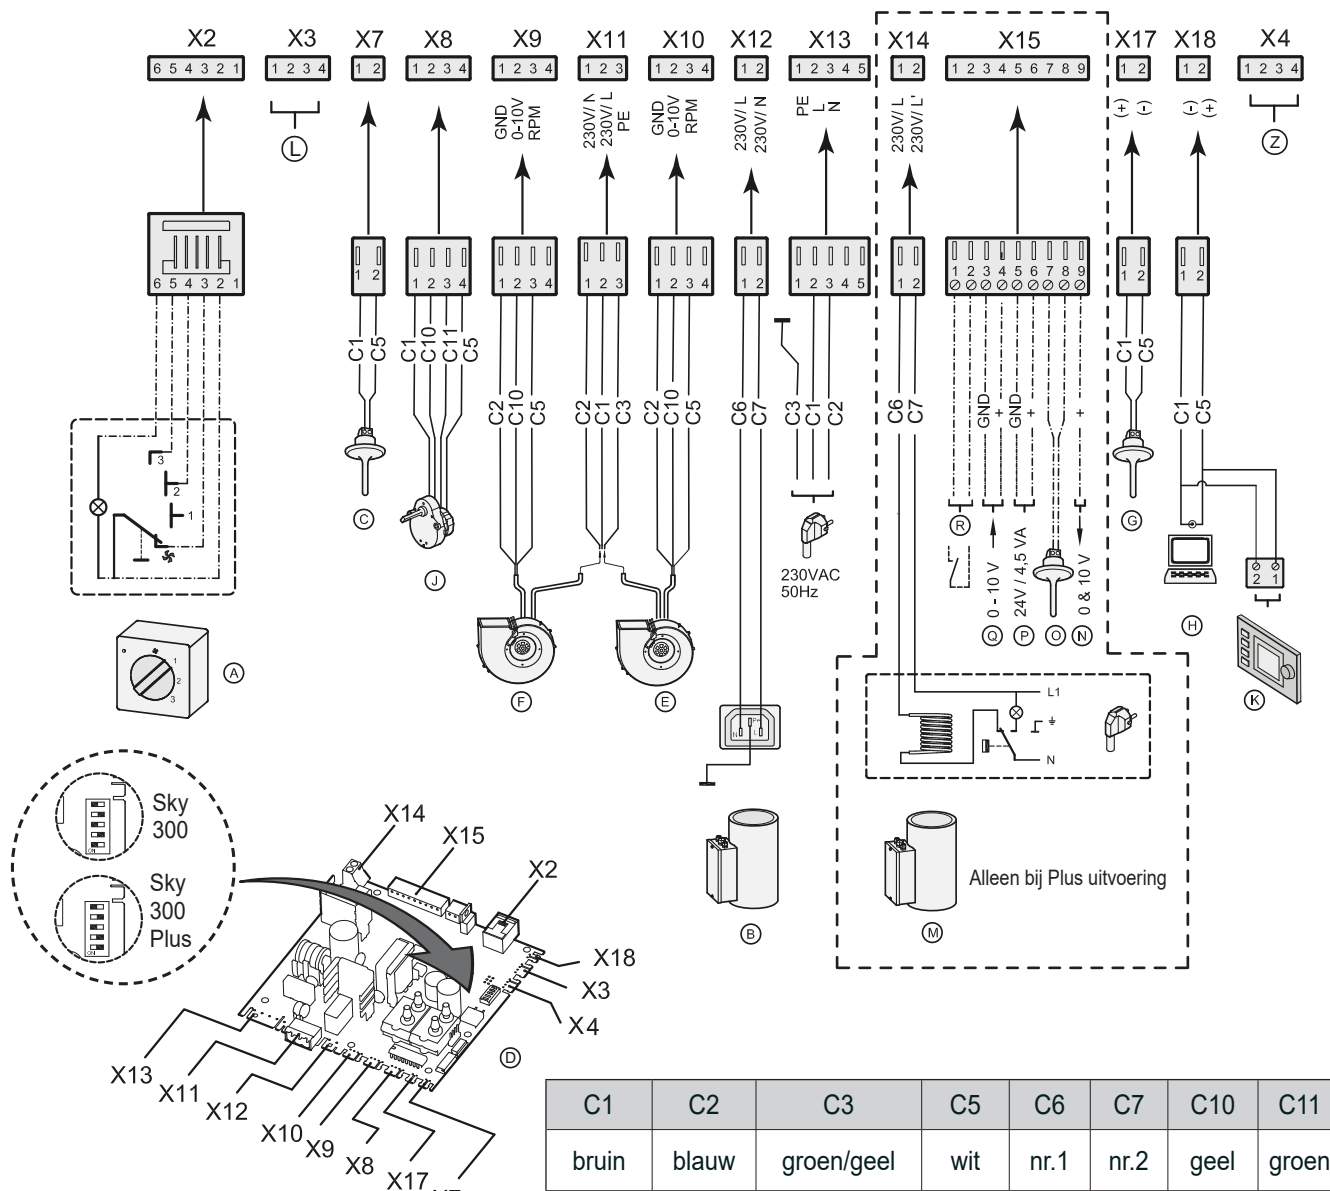 X2 X3 X7 X8 X9 X11 X10 X12 X13 X14 X15 X17 X18 X4
6 5 4 3 2 1
1 2 3 4
1 2
1 2 3 4
1 2 3 4
1 2 3
1 2 3 4
1 2
1 2 3 4 5
1 2
1 2 3 4 5 6 7 8 9
1 2
1 2
1 2 3 4
L
GND
0-10V
RPM
230V/ N
230V/ L
PE
GND
0-10V
RPM
230V/ L
230V/ N
PE
L
N
230V/ L
230V/ L'
(+)
(-)
(-)
(+)
Z
6 5 4 3 2 1
1 2
1 2 3 4
1 2 3 4
1 2 3
1 2 3 4
1 2
1 2 3 4 5
1 2
1 2 3 4 5 6 7 8 9
1 2
1 2
C1 C5
C1 C10 C11 C5
C2 C10 C5
C2 C1 C3
C2 C10 C5
C6 C7
C3 C1 C2
C6 C7
GND + GND + +
C1 C5
C1 C5
3
2
1
C
J
230VAC
50Hz
R
0 - 10 V
24V / 4,5 VA
0 & 10 V
Q P O N
G
H
2 1
K
A
1
2
3
F
E
N L
L1
N
B
M
Alleen bij Plus uitvoering
Sky
300
ON
Sky
300
Plus
ON
X14
X15
X2
X18
X3
X4
D
X13
X11
X12
X10
X9
X8
X17
C1 C2 C3 C5 C6 C7 C10 C11
bruin blauw groen/geel wit nr.1 nr.2 geel groen